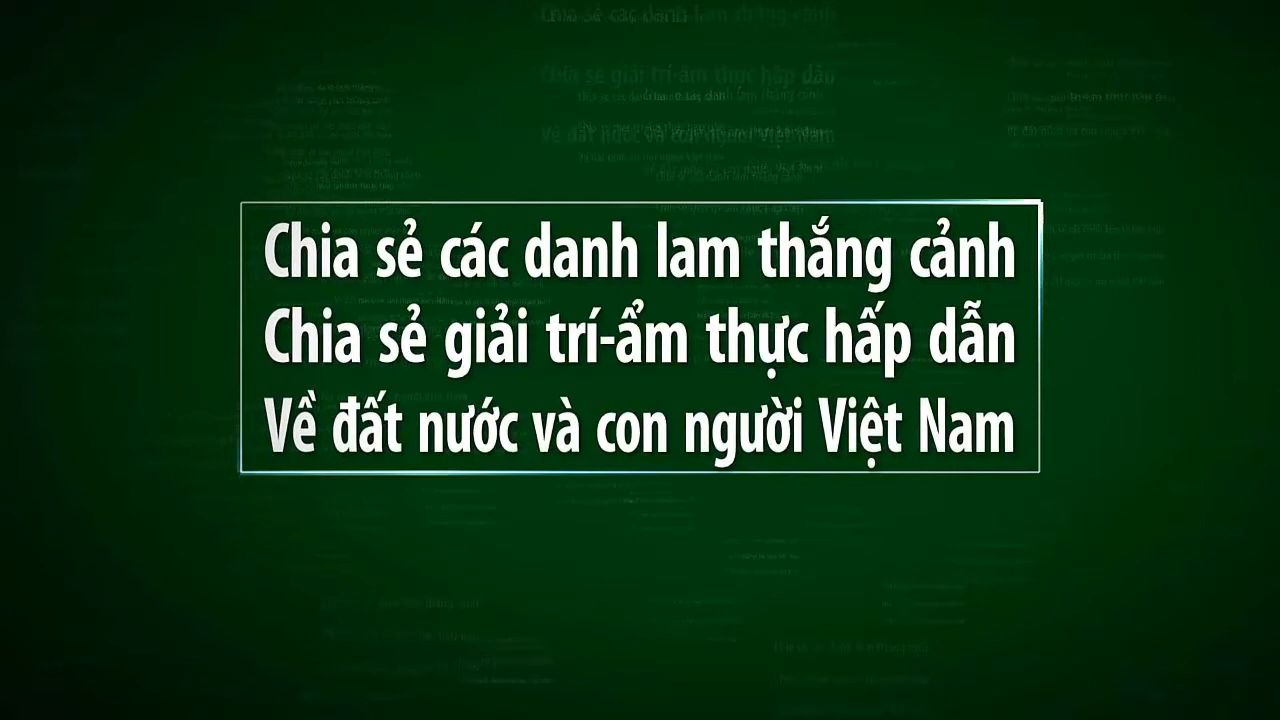 Chia sẻ các danh lam thắng cảnh
Chia sẻ giải trí-ẩm thực hấp dẫn
Về đất nước và con người Việt Nam